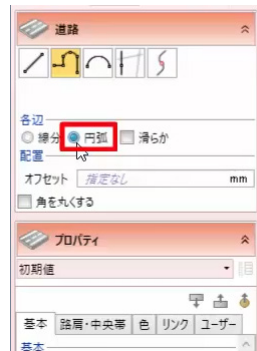 道路
各辺
線分 円弧 滑らか
配置
オフセット 指定なし mm
角を丸くする
プロパティ
初期値
基本 路肩・中央帯 色 リンク ユーザー
基本